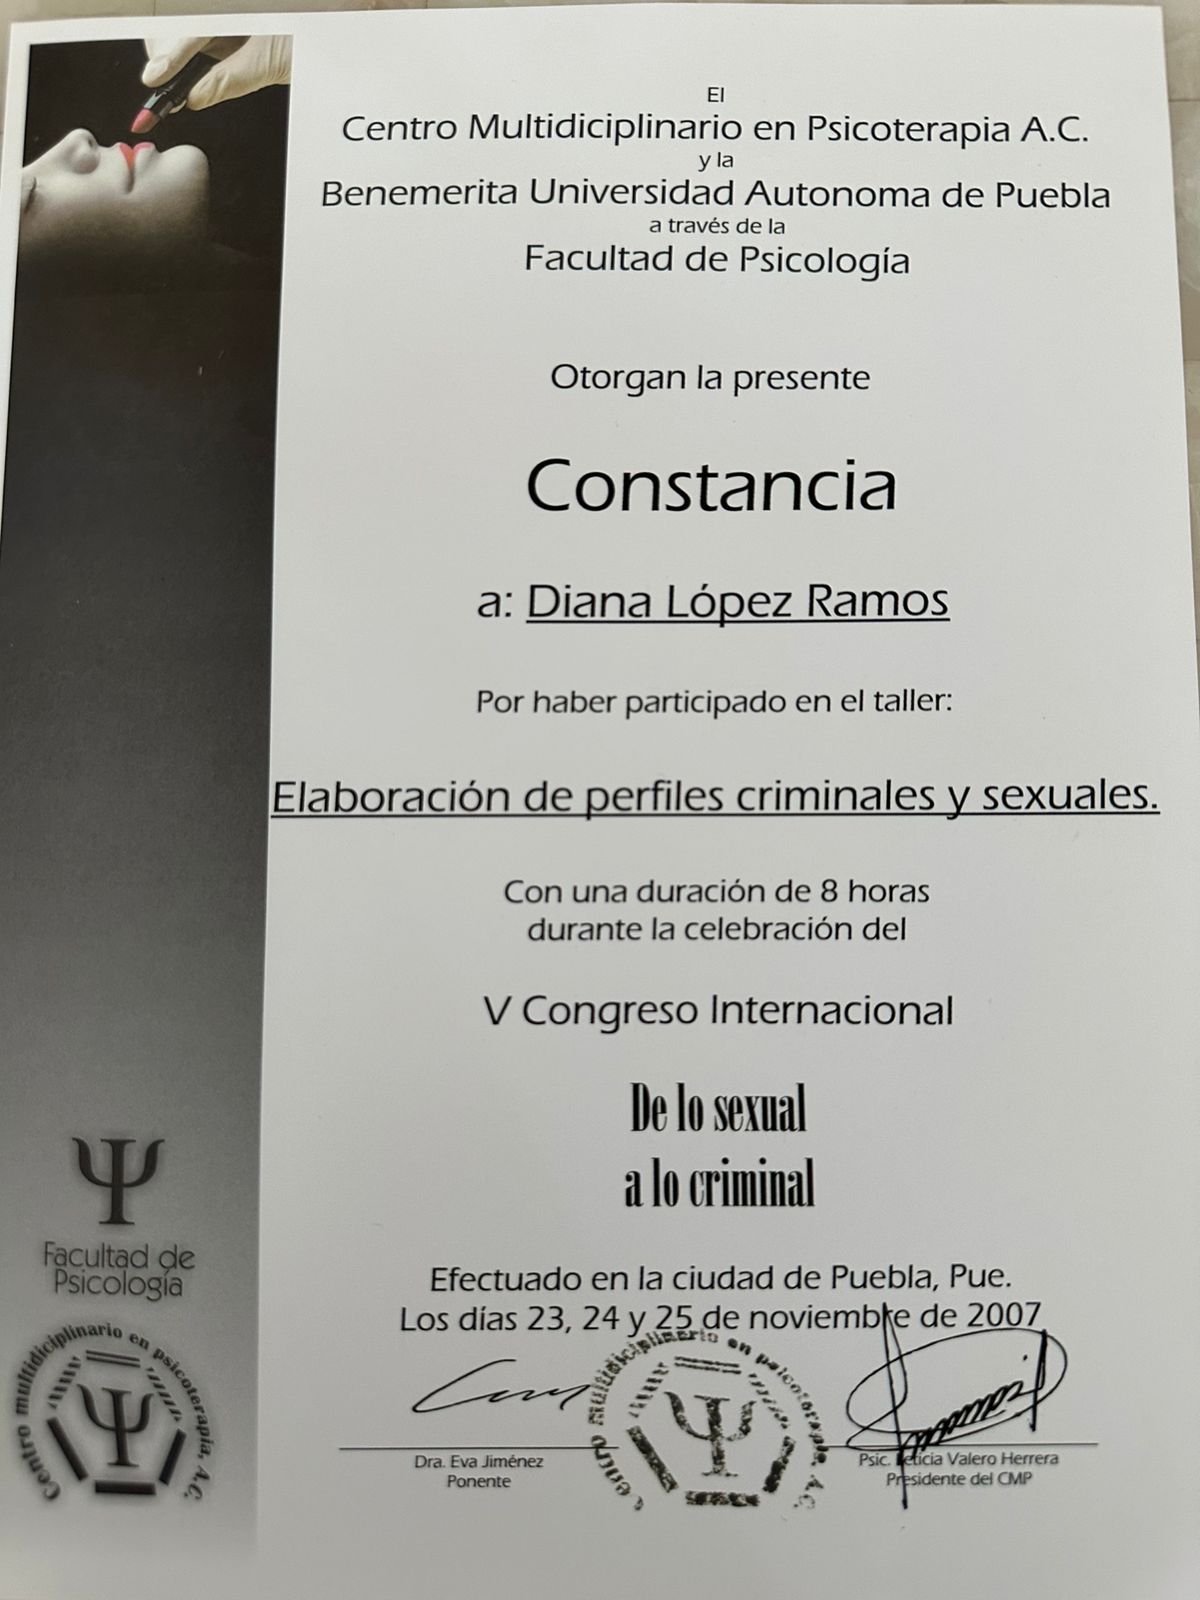 El
Centro Multidiciplinario en Psicoterapia A.C.
y la
Benemerita Universidad Autonoma de Puebla
a través de la
Facultad de Psicología
Otorgan la presente
Constancia
a: Diana López Ramos
Por haber participado en el taller:
Elaboración de perfiles criminales y sexuales.
Con una duración de 8 horas
durante la celebración del
V Congreso Internacional
De lo sexual
a lo criminal
Efectuado en la ciudad de Puebla, Pue.
Los días 23, 24 y 25 de noviembre de 2007
Dra. Eva Jiménez
Ponente
Psic. Leticia Valero Herrera
Presidente del CMP
Centro multidiciplinario en psicoterapia, A.C.
Ψ
Facultad de
Psicología
Centro multidiciplinario en psicoterapia, A.C.
Ψ